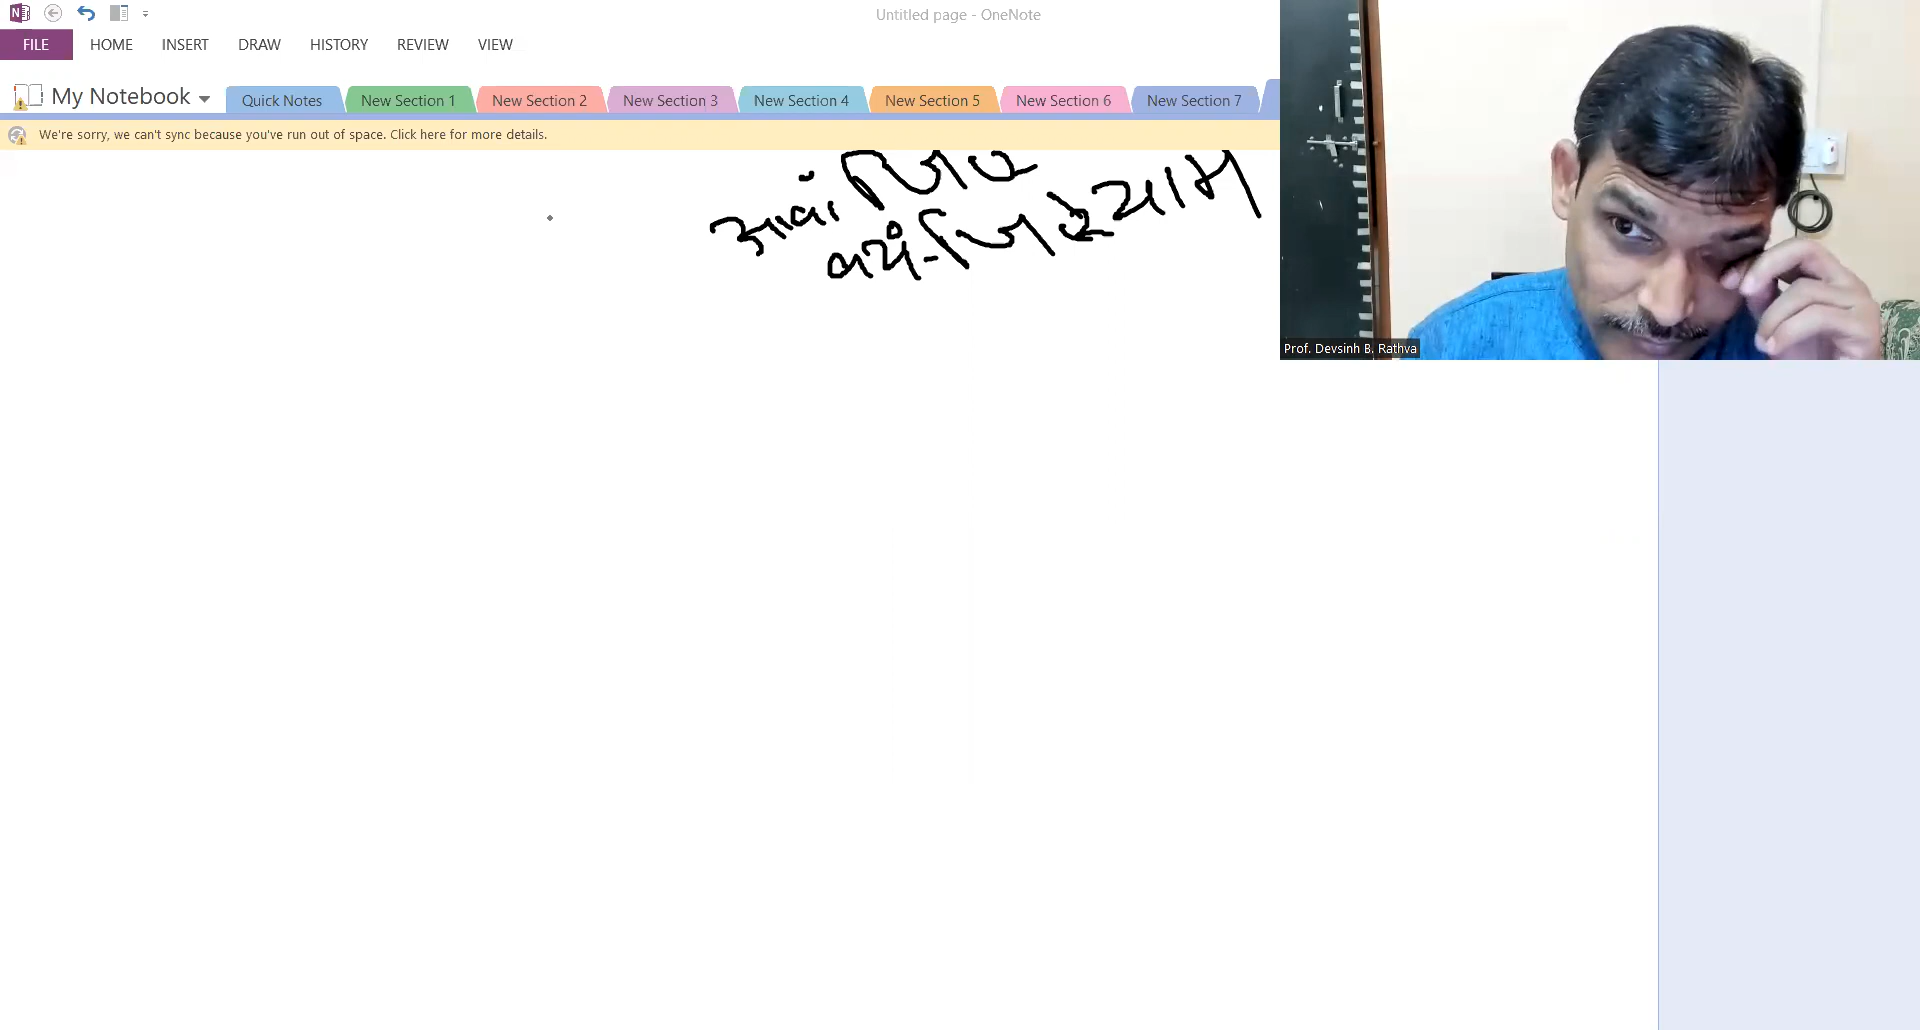 Untitled page - OneNote
FILE HOME INSERT DRAW HISTORY REVIEW VIEW
My Notebook Quick Notes New Section 1 New Section 2 New Section 3 New Section 4 New Section 5 New Section 6 New Section 7
We're sorry, we can't sync because you've run out of space. Click here for more details.
Prof. Devsinh B. Rathva